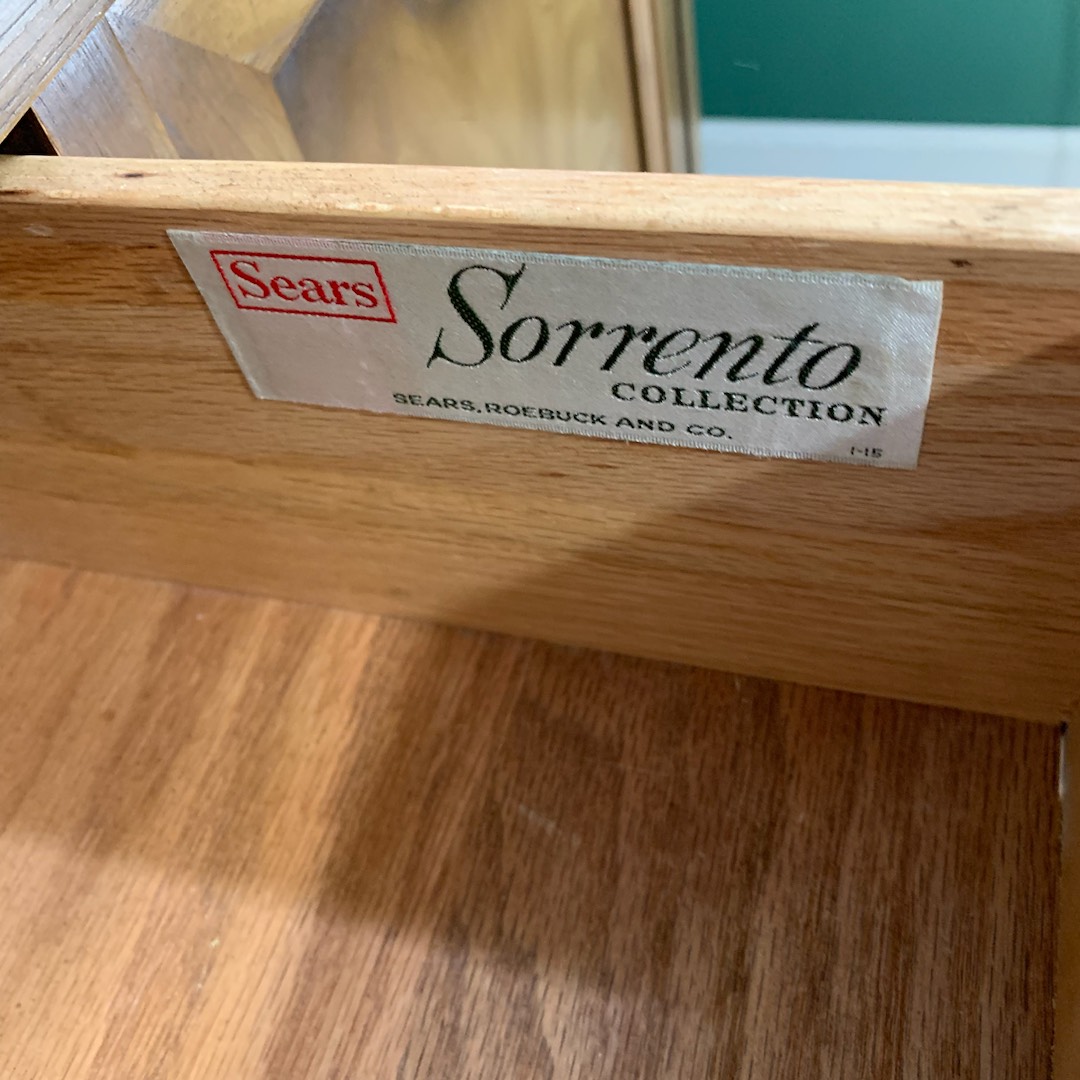 Sears
Sorrento
COLLECTION
SEARS, ROEBUCK AND CO.
1-15